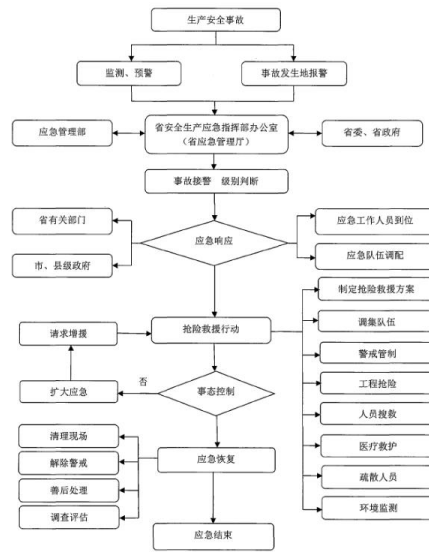 生产安全事故
监测、预警
事故发生地报警
应急管理部
省安全生产应急指挥部办公室
（省应急管理厅）
省委、省政府
事故接警 级别判断
省有关部门
应急响应
应急工作人员到位
市、县级政府
应急队伍调配
制定抢险救援方案
请求增援
抢险救援行动
调集队伍
警戒管制
扩大应急
否
事态控制
工程抢险
人员搜救
清理现场
医疗救护
解除警戒
应急恢复
疏散人员
善后处理
环境监测
调查评估
应急结束